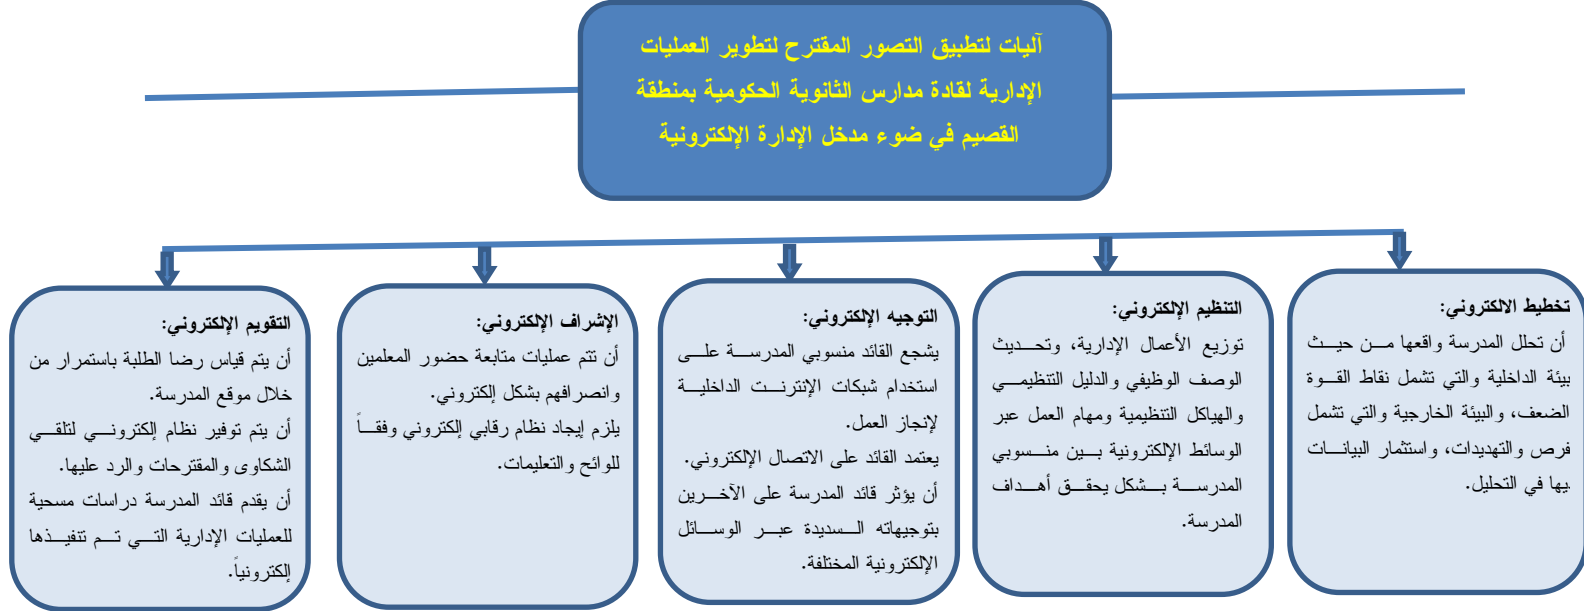 آليات لتطبيق التصور المقترح لتطوير العمليات
الإدارية لقادة مدارس الثانوية الحكومية بمنطقة
القصيم في ضوء مدخل الإدارة الإلكترونية
تخطيط الالكتروني:
أن تحلل المدرسة واقعها من حيث
بيئة الداخلية والتي تشمل نقاط القوة
الضعف، والبيئة الخارجية والتي تشمل
فرص والتهديدات، واستثمار البيانات
يها في التحليل.
التنظيم الإلكتروني:
توزيع الأعمال الإدارية، وتحديث
الوصف الوظيفي والدليل التنظيمي
والهياكل التنظيمية ومهام العمل عبر
الوسائط الإلكترونية بين منسوبي
المدرسة بشكل يحقق أهداف
المدرسة.
التوجيه الإلكتروني:
يشجع القائد منسوبي المدرسة على
استخدام شبكات الإنترنت الداخلية
لإنجاز العمل.
يعتمد القائد على الاتصال الإلكتروني.
أن يؤثر قائد المدرسة على الآخرين
بتوجيهاته السديدة عبر الوسائل
الإلكترونية المختلفة.
الإشراف الإلكتروني:
أن تتم عمليات متابعة حضور المعلمين
وانصرافهم بشكل إلكتروني.
يلزم إيجاد نظام رقابي إلكتروني وفقاً
للوائح والتعليمات.
التقويم الإلكتروني:
أن يتم قياس رضا الطلبة باستمرار من
خلال موقع المدرسة.
أن يتم توفير نظام إلكتروني لتلقي
الشكاوى والمقترحات والرد عليها.
أن يقدم قائد المدرسة دراسات مسحية
للعمليات الإدارية التي تم تنفيذها
إلكترونياً.